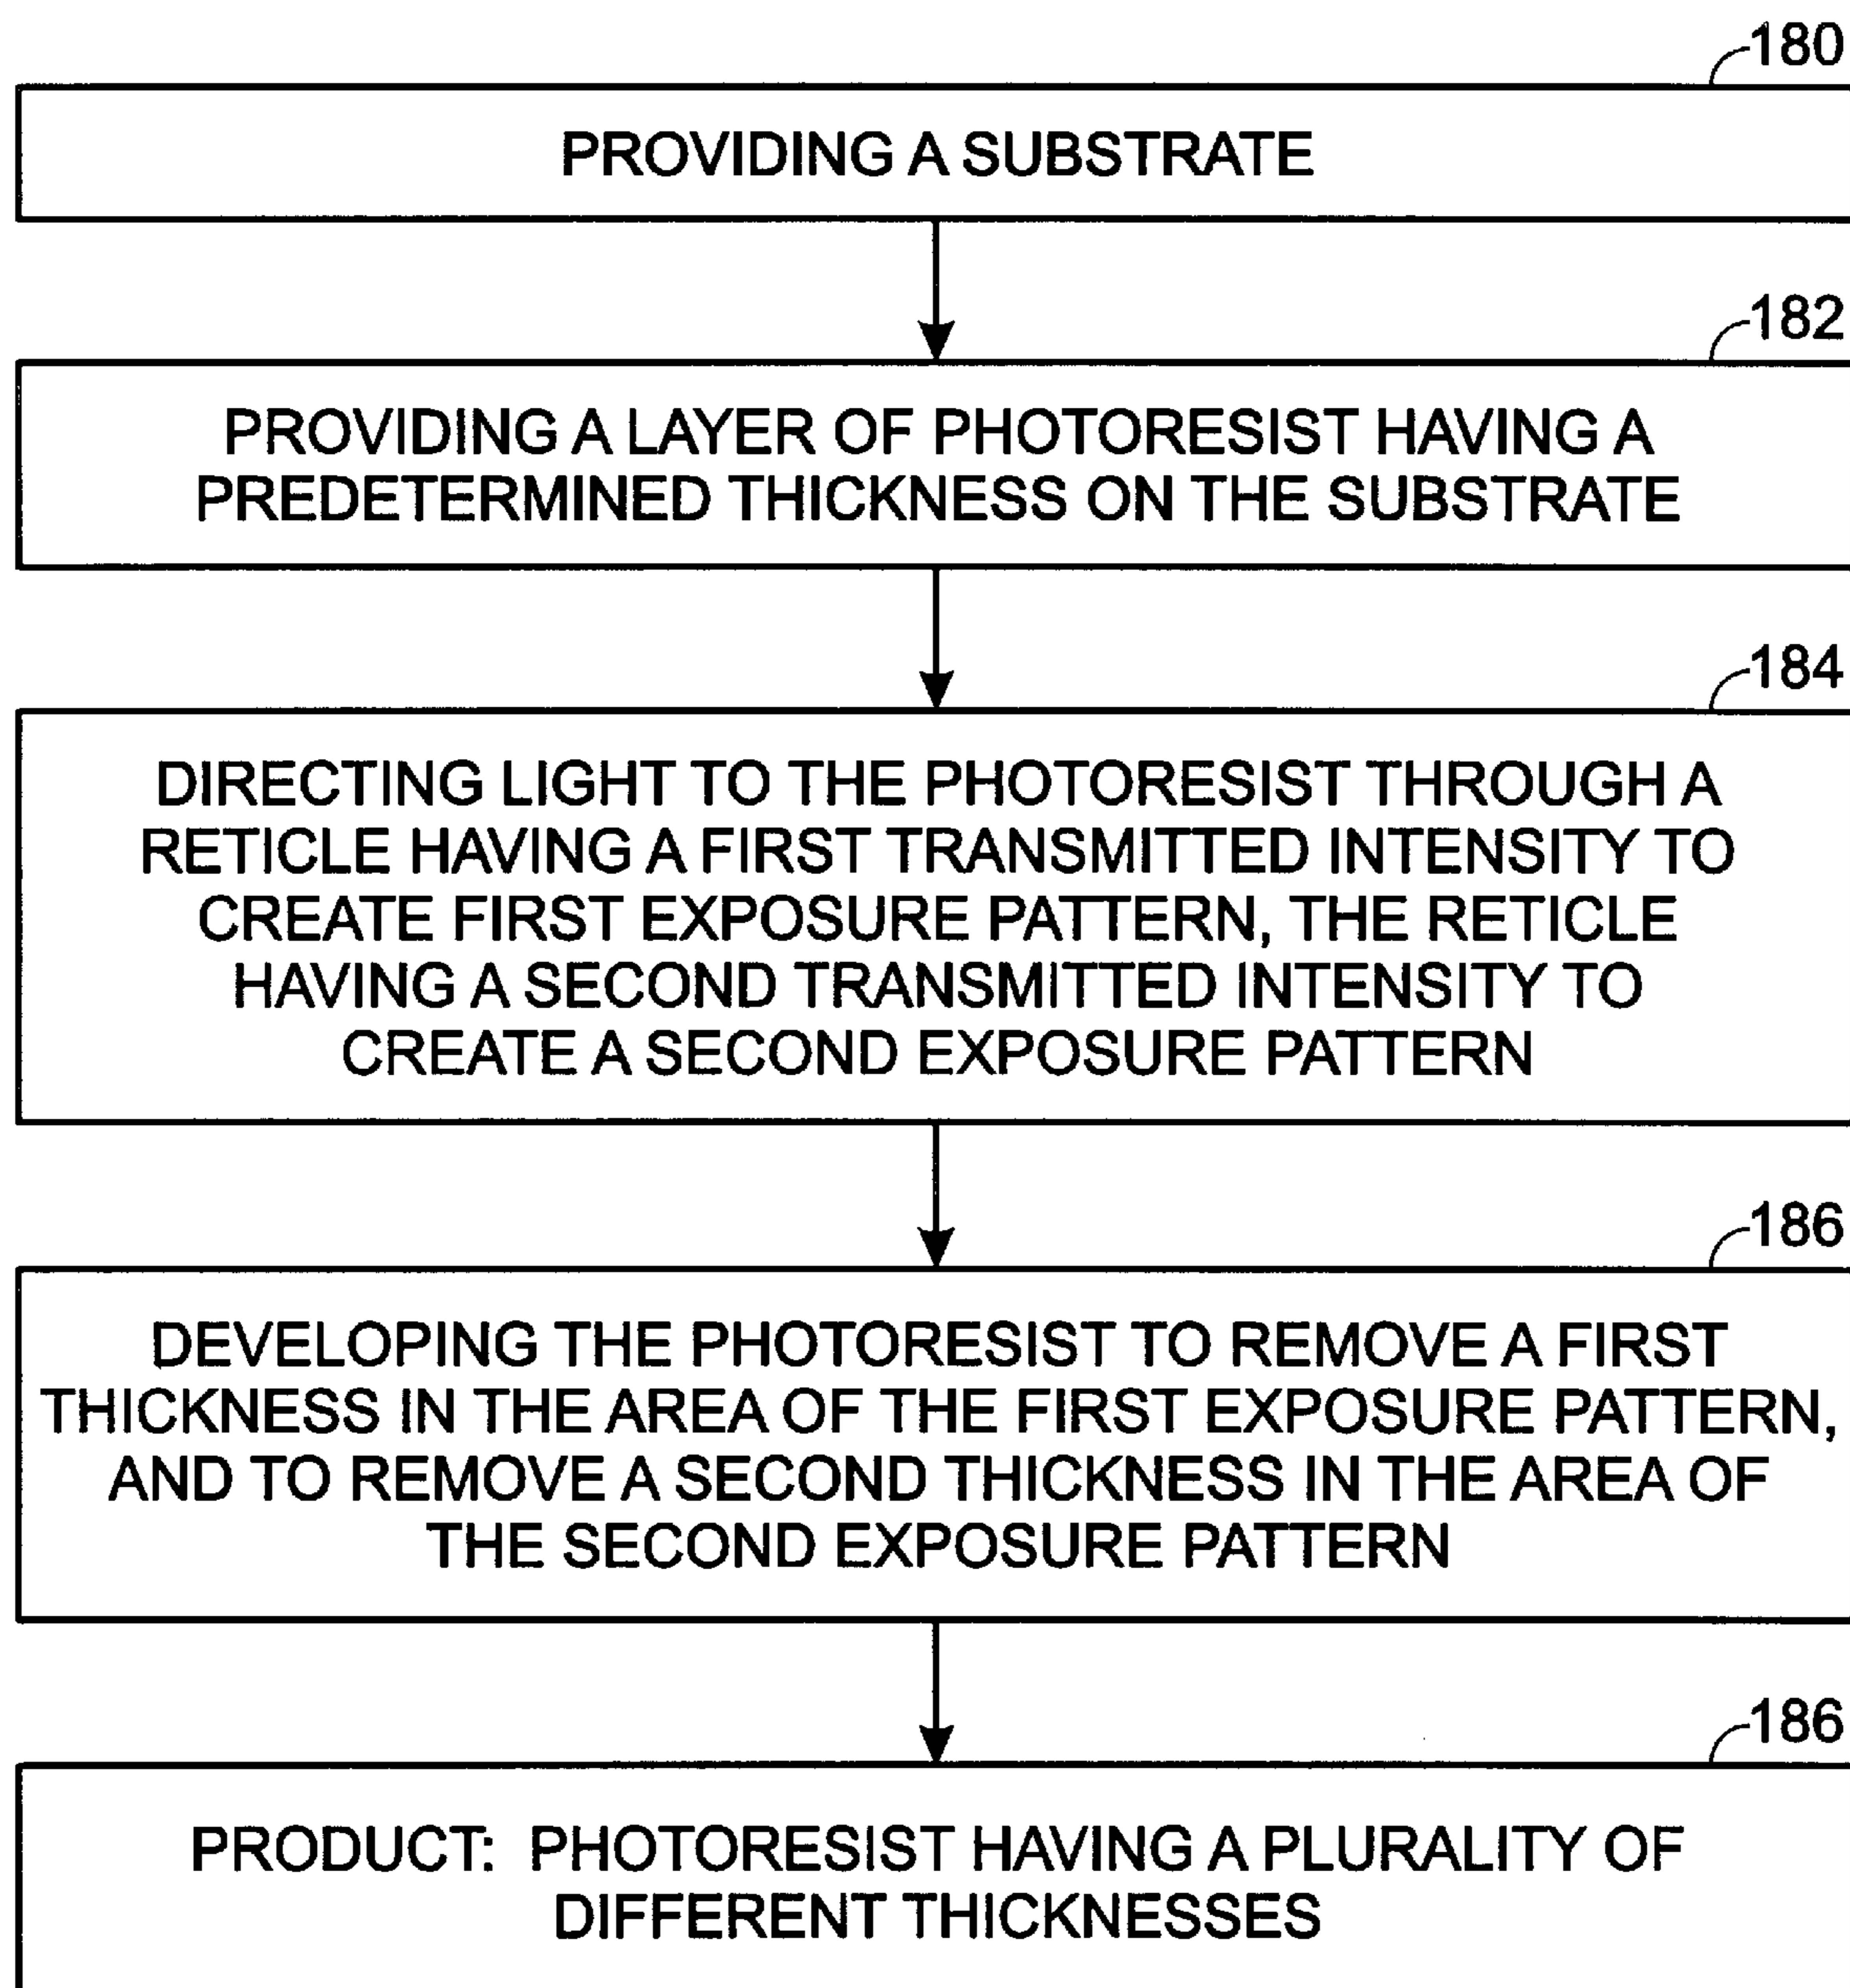 180
PROVIDING A SUBSTRATE
182
PROVIDING A LAYER OF PHOTORESIST HAVING A
PREDETERMINED THICKNESS ON THE SUBSTRATE
184
DIRECTING LIGHT TO THE PHOTORESIST THROUGH A
RETICLE HAVING A FIRST TRANSMITTED INTENSITY TO
CREATE FIRST EXPOSURE PATTERN, THE RETICLE
HAVING A SECOND TRANSMITTED INTENSITY TO
CREATE A SECOND EXPOSURE PATTERN
186
DEVELOPING THE PHOTORESIST TO REMOVE A FIRST
THICKNESS IN THE AREA OF THE FIRST EXPOSURE PATTERN,
AND TO REMOVE A SECOND THICKNESS IN THE AREA OF
THE SECOND EXPOSURE PATTERN
186
PRODUCT: PHOTORESIST HAVING A PLURALITY OF
DIFFERENT THICKNESSES